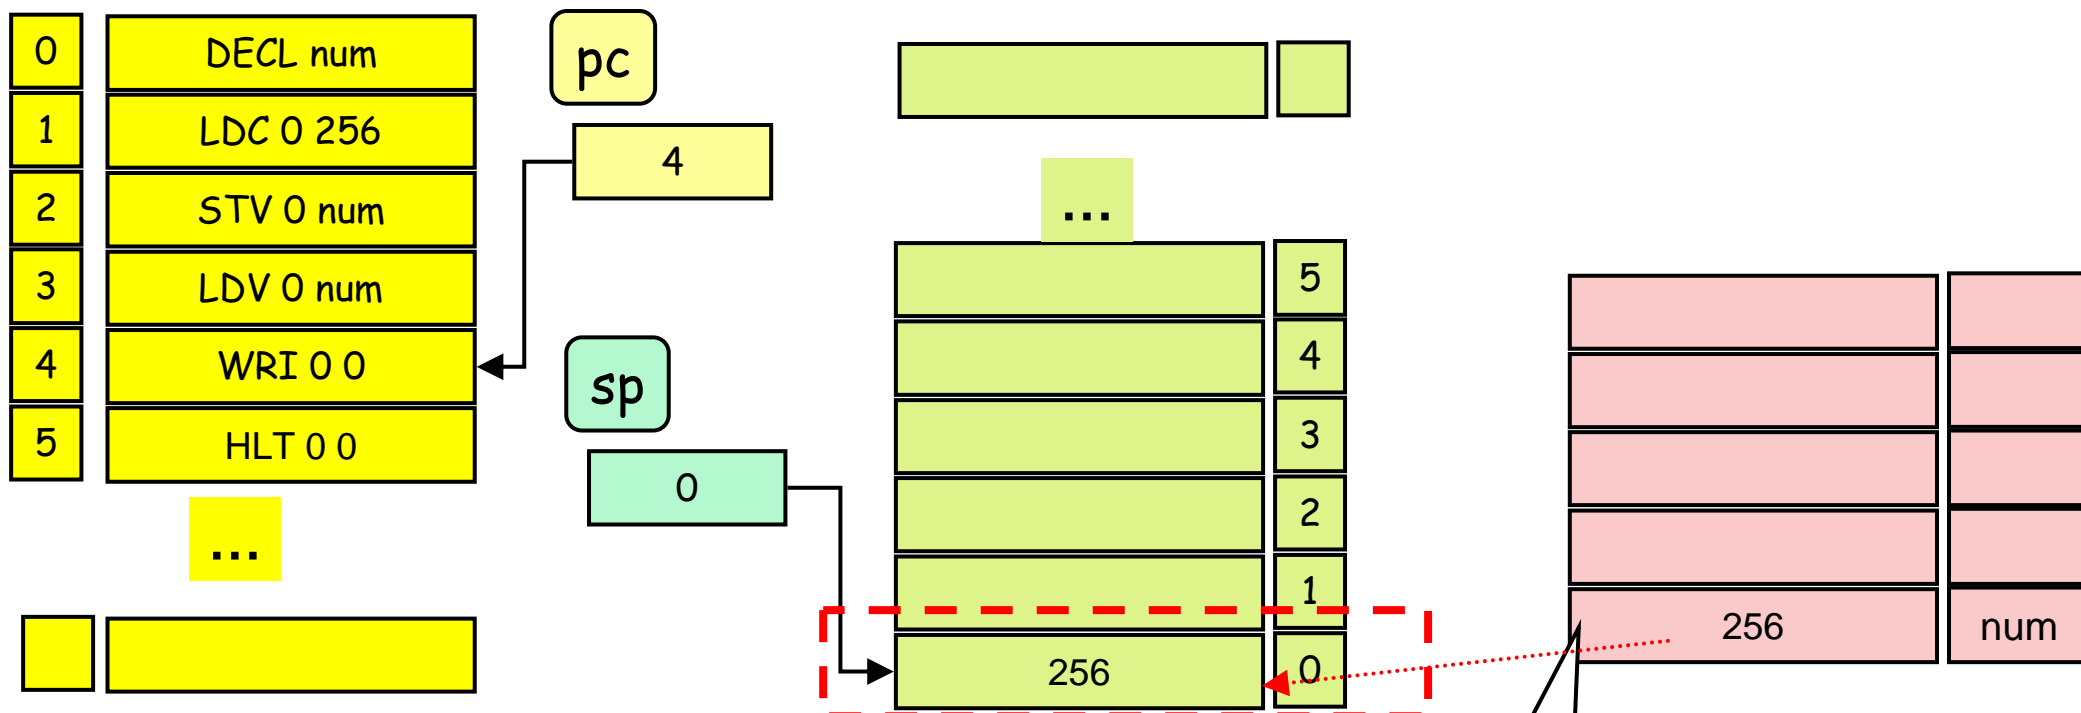 0 DECL num
1 LDC 0 256
2 STV 0 num
3 LDV 0 num
4 WRI 0 0
5 HLT 0 0
...
pc
4
sp
0
...
5
4
3
2
1
256 0
256 num